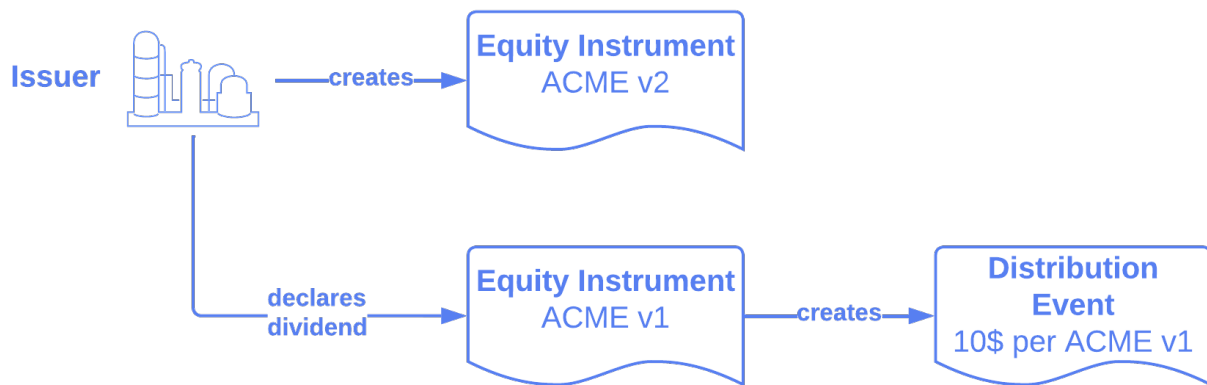 Issuer
creates
Equity Instrument
ACME v2
declares
dividend
Equity Instrument
ACME v1
creates
Distribution
Event
10$ per ACME v1